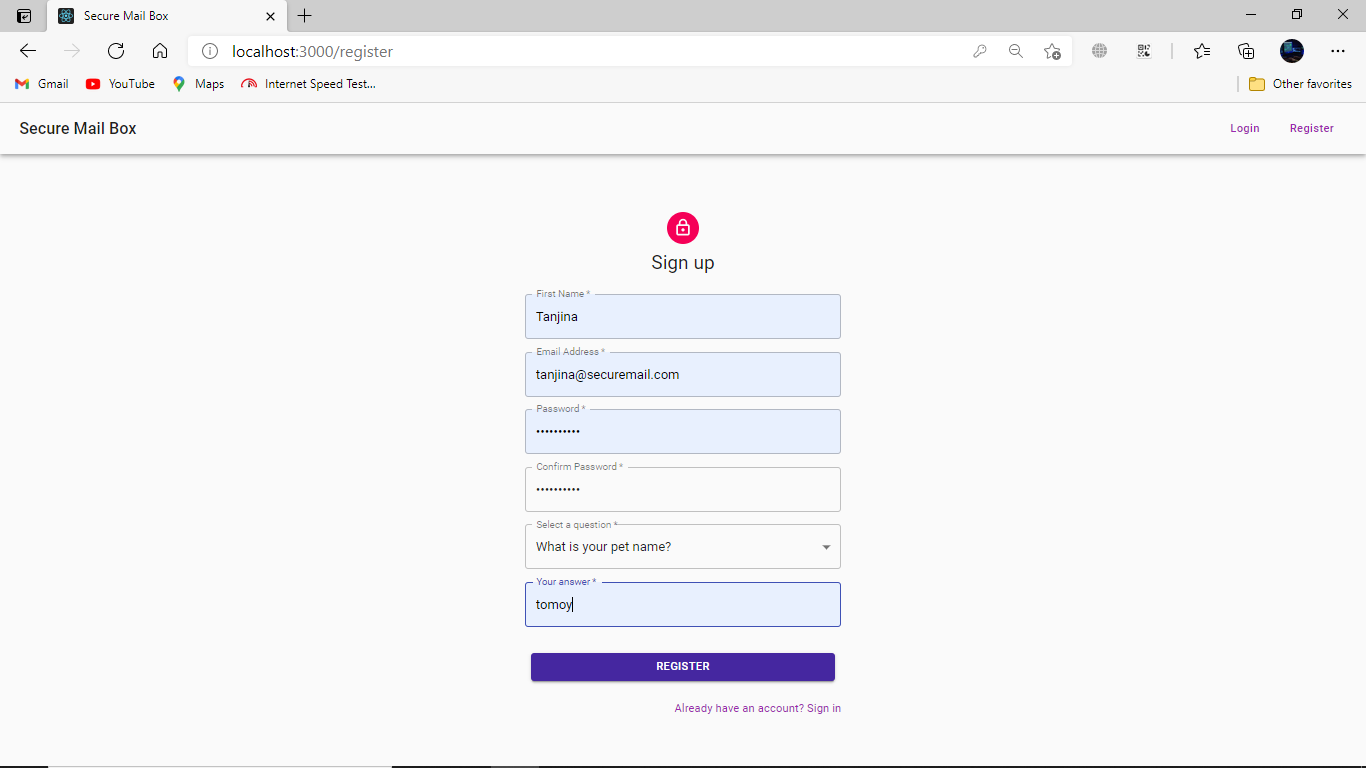 Secure Mail Box
localhost:3000/register
Gmail YouTube Maps Internet Speed Test... Other favorites
Secure Mail Box Login Register
Sign up
First Name *
Tanjina
Email Address *
tanjina@securemail.com
Password *
••••••••••
Confirm Password *
••••••••••
Select a question *
What is your pet name?
Your answer *
tomoy
REGISTER
Already have an account? Sign in